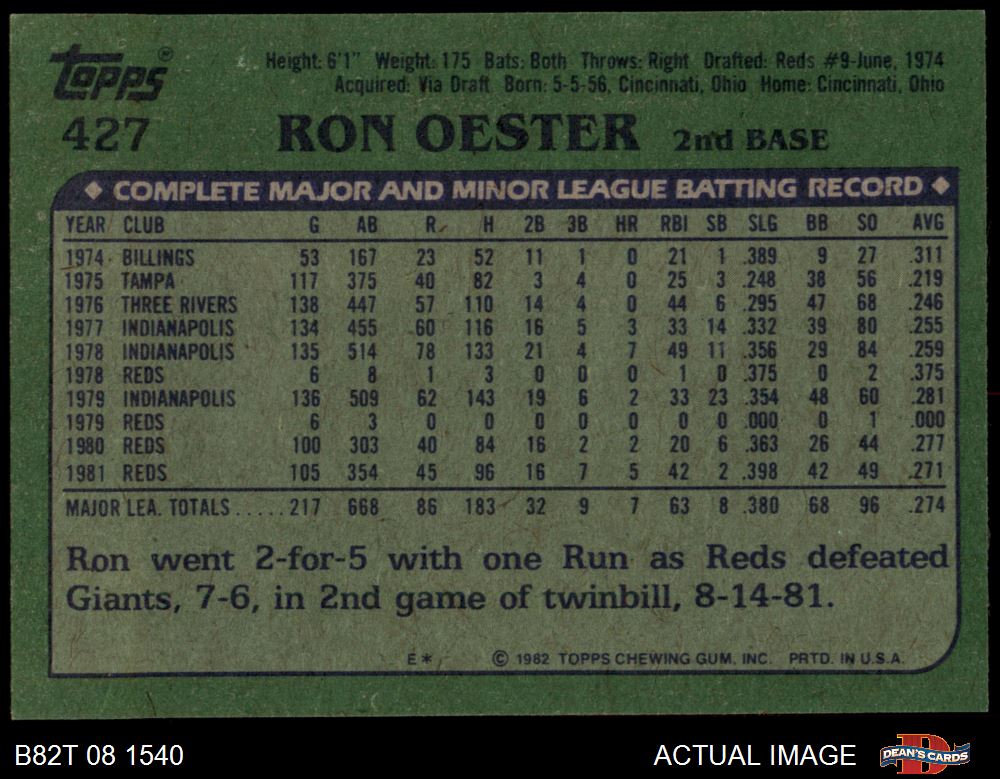 Topps®
Height: 6'1" Weight: 175 Bats: Both Throws: Right Drafted: Reds #9-June, 1974
Acquired: Via Draft Born: 5-5-56, Cincinnati, Ohio Home: Cincinnati, Ohio
427 RON OESTER 2nd BASE
◆ COMPLETE MAJOR AND MINOR LEAGUE BATTING RECORD ◆
YEAR CLUB G AB R H 2B 3B HR RBI SB SLG BB SO AVG
1974 BILLINGS 53 167 23 52 11 1 0 21 1 .389 9 27 .311
1975 TAMPA 117 375 40 82 3 4 0 25 3 .248 38 56 .219
1976 THREE RIVERS 138 447 57 110 14 4 0 44 6 .295 47 68 .246
1977 INDIANAPOLIS 134 455 60 116 16 5 3 33 14 .332 39 80 .255
1978 INDIANAPOLIS 135 514 78 133 21 4 7 49 11 .356 29 84 .259
1978 REDS 6 8 1 3 0 0 0 1 0 .375 0 2 .375
1979 INDIANAPOLIS 136 509 62 143 19 6 2 33 23 .354 48 60 .281
1979 REDS 6 3 0 0 0 0 0 0 0 .000 0 1 .000
1980 REDS 100 303 40 84 16 2 2 20 6 .363 26 44 .277
1981 REDS 105 354 45 96 16 7 5 42 2 .398 42 49 .271
MAJOR LEA. TOTALS.....217 668 86 183 32 9 7 63 8 .380 68 96 .274
Ron went 2-for-5 with one Run as Reds defeated
Giants, 7-6, in 2nd game of twinbill, 8-14-81.
E* © 1982 TOPPS CHEWING GUM, INC. PRTD. IN U.S.A.
B82T 08 1540 ACTUAL IMAGE DEAN'S CARDS